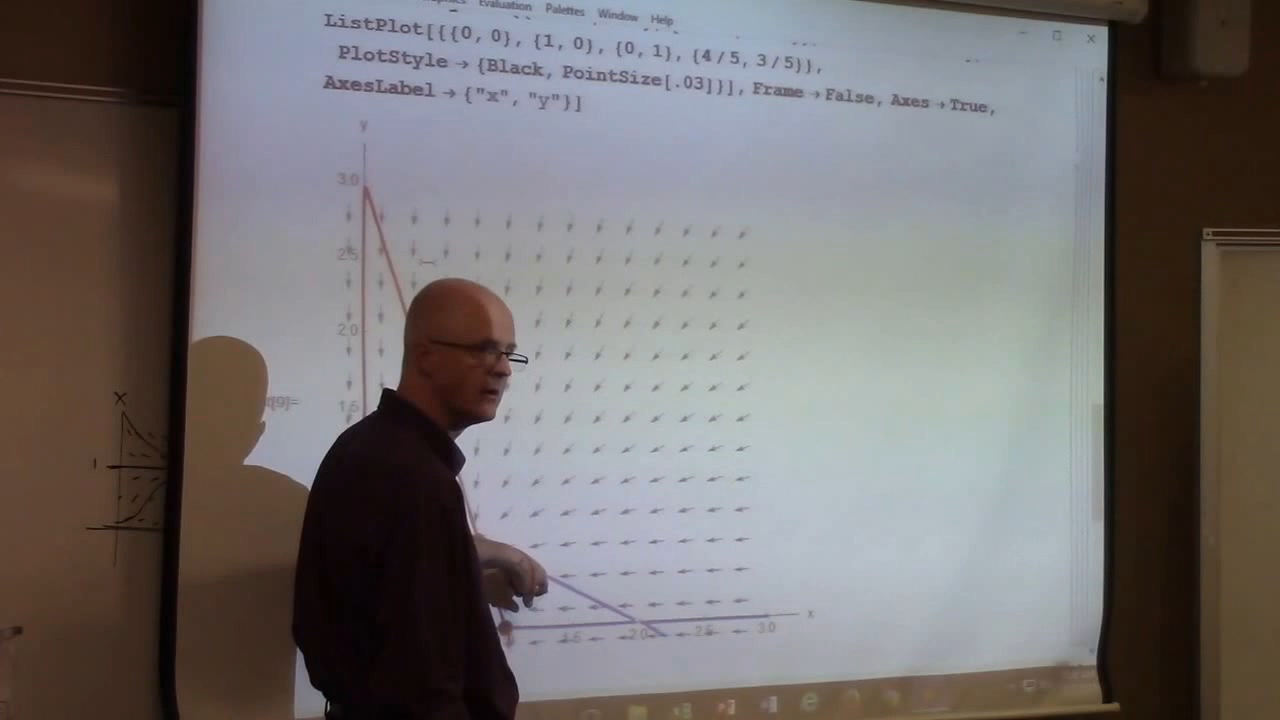 Evaluation Palettes Window Help
ListPlot[{{{0, 0}, {1, 0}, {0, 1}, {4/5, 3/5}},
PlotStyle → {Black, PointSize[.03]}], Frame → False, Axes → True,
AxesLabel → {"x", "y"}]
y
3.0
2.5
2.0
[9]=
1.5
x
1.5 2.0 2.5 3.0
x
1